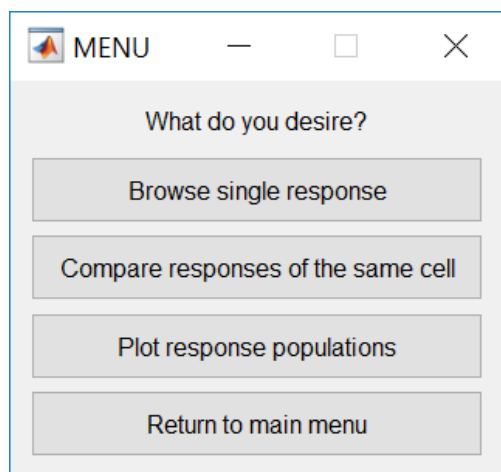 MENU
What do you desire?
Browse single response
Compare responses of the same cell
Plot response populations
Return to main menu